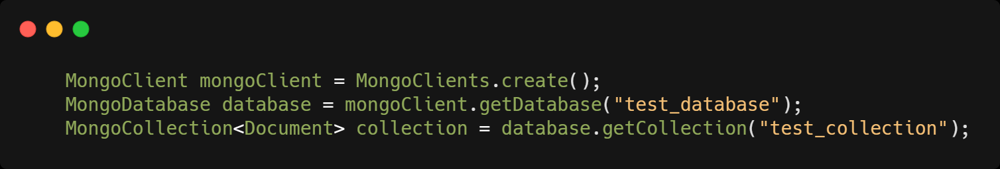 MongoClient mongoClient = MongoClients.create();
MongoDatabase database = mongoClient.getDatabase("test_database");
MongoCollection<Document> collection = database.getCollection("test_collection");